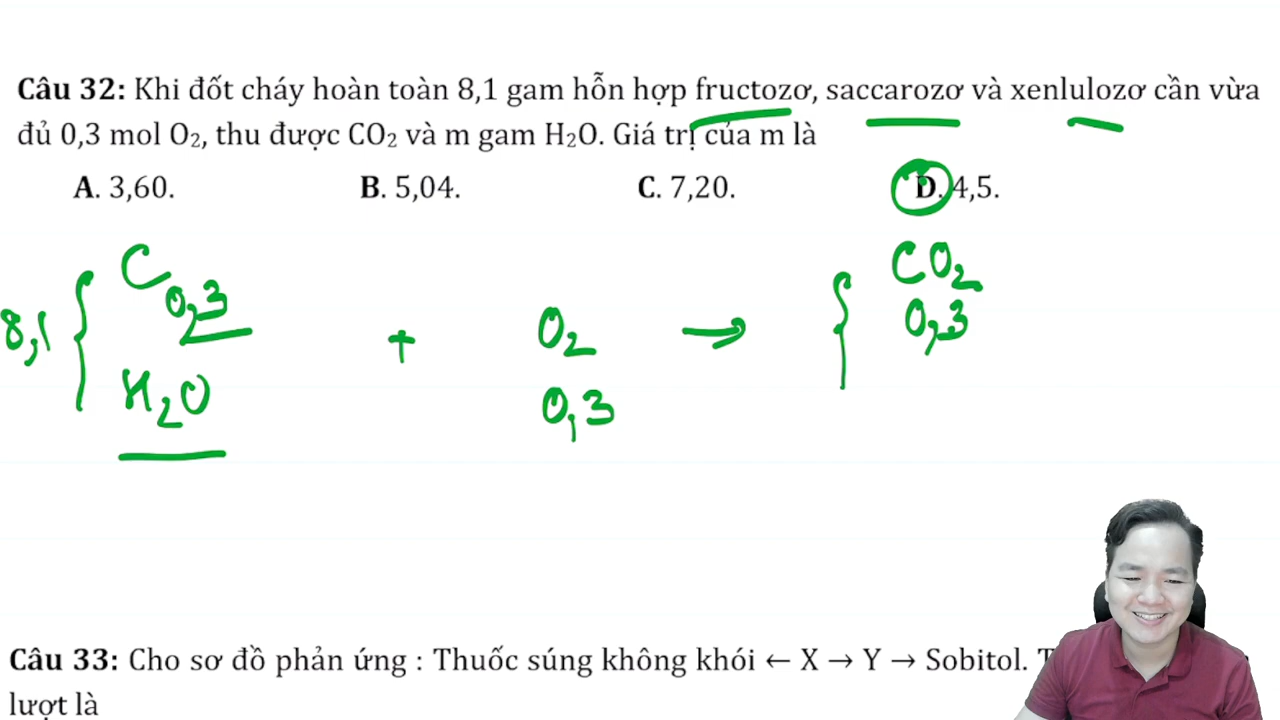 Câu 32: Khi đốt cháy hoàn toàn 8,1 gam hỗn hợp fructozơ, saccarozơ và xenlulozơ cần vừa
đủ 0,3 mol O₂, thu được CO₂ và m gam H₂O. Giá trị của m là
A. 3,60. B. 5,04. C. 7,20. D. 4,5.
8,1 { C 0,3 H₂O + O₂ 0,3 → { CO₂ 0,3
Câu 33: Cho sơ đồ phản ứng : Thuốc súng không khói ← X → Y → Sobitol.
lượt là